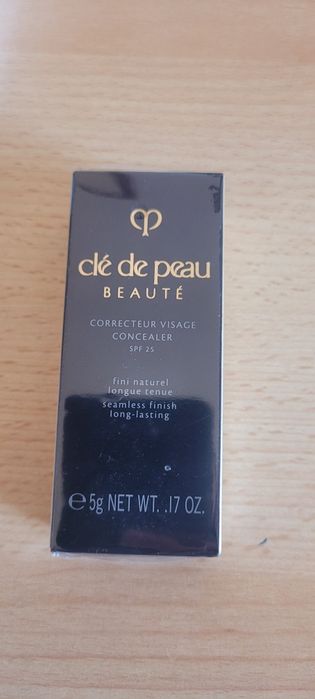 clé de peau
BEAUTÉ
CORRECTEUR VISAGE
CONCEALER
SPF 25
fini naturel
longue tenue
seamless finish
long-lasting
℮ 5g NET WT. .17 OZ.